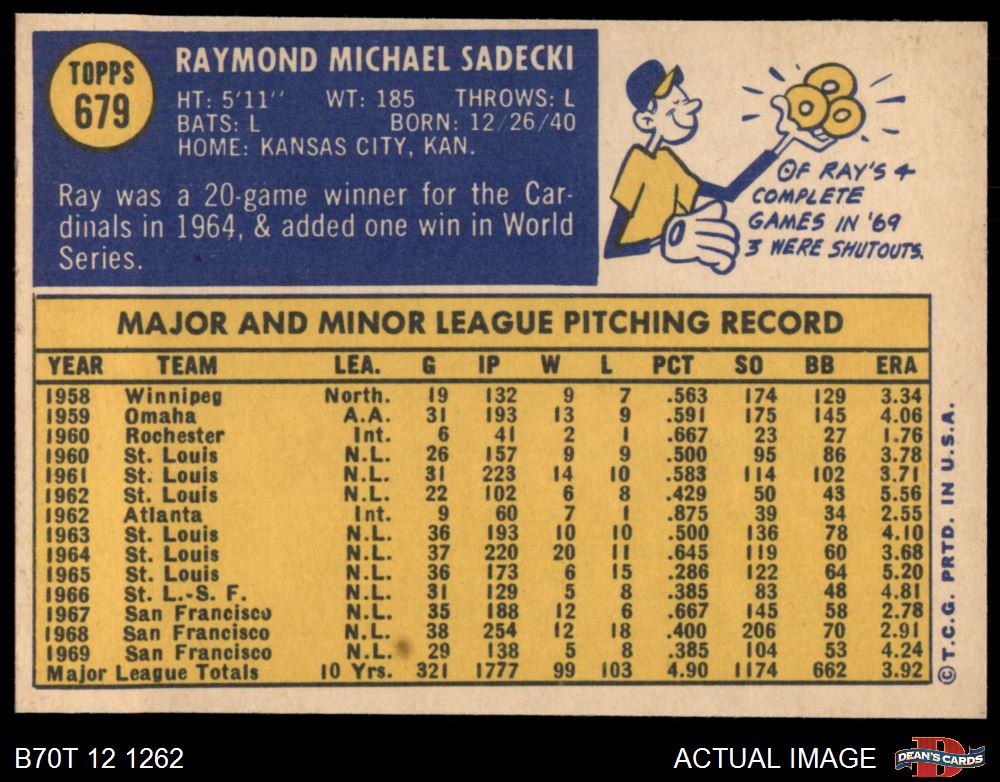 TOPPS
679
RAYMOND MICHAEL SADECKI
HT: 5'11" WT: 185 THROWS: L
BATS: L BORN: 12/26/40
HOME: KANSAS CITY, KAN.
Ray was a 20-game winner for the Car-
dinals in 1964, & added one win in World
Series.
OF RAY'S 4
COMPLETE
GAMES IN '69
3 WERE SHUTOUTS.
MAJOR AND MINOR LEAGUE PITCHING RECORD
YEAR TEAM LEA. G IP W L PCT SO BB ERA
1958 Winnipeg North. 19 132 9 7 .563 174 129 3.34
1959 Omaha A.A. 31 193 13 9 .591 175 145 4.06
1960 Rochester Int. 6 41 2 1 .667 23 27 1.76
1960 St. Louis N.L. 26 157 9 9 .500 95 86 3.78
1961 St. Louis N.L. 31 223 14 10 .583 114 102 3.71
1962 St. Louis N.L. 22 102 6 8 .429 50 43 5.56
1962 Atlanta Int. 9 60 7 1 .875 39 34 2.55
1963 St. Louis N.L. 36 193 10 10 .500 136 78 4.10
1964 St. Louis N.L. 37 220 20 11 .645 119 60 3.68
1965 St. Louis N.L. 36 173 6 15 .286 122 64 5.20
1966 St. L.-S. F. N.L. 31 129 5 8 .385 83 48 4.81
1967 San Francisco N.L. 35 188 12 6 .667 145 58 2.78
1968 San Francisco N.L. 38 254 12 18 .400 206 70 2.91
1969 San Francisco N.L. 29 138 5 8 .385 104 53 4.24
Major League Totals 10 Yrs. 321 1777 99 103 4.90 1174 662 3.92
© T.C.G. PRTD. IN U.S.A.
B70T 12 1262
ACTUAL IMAGE
D
DEAN'S CARDS